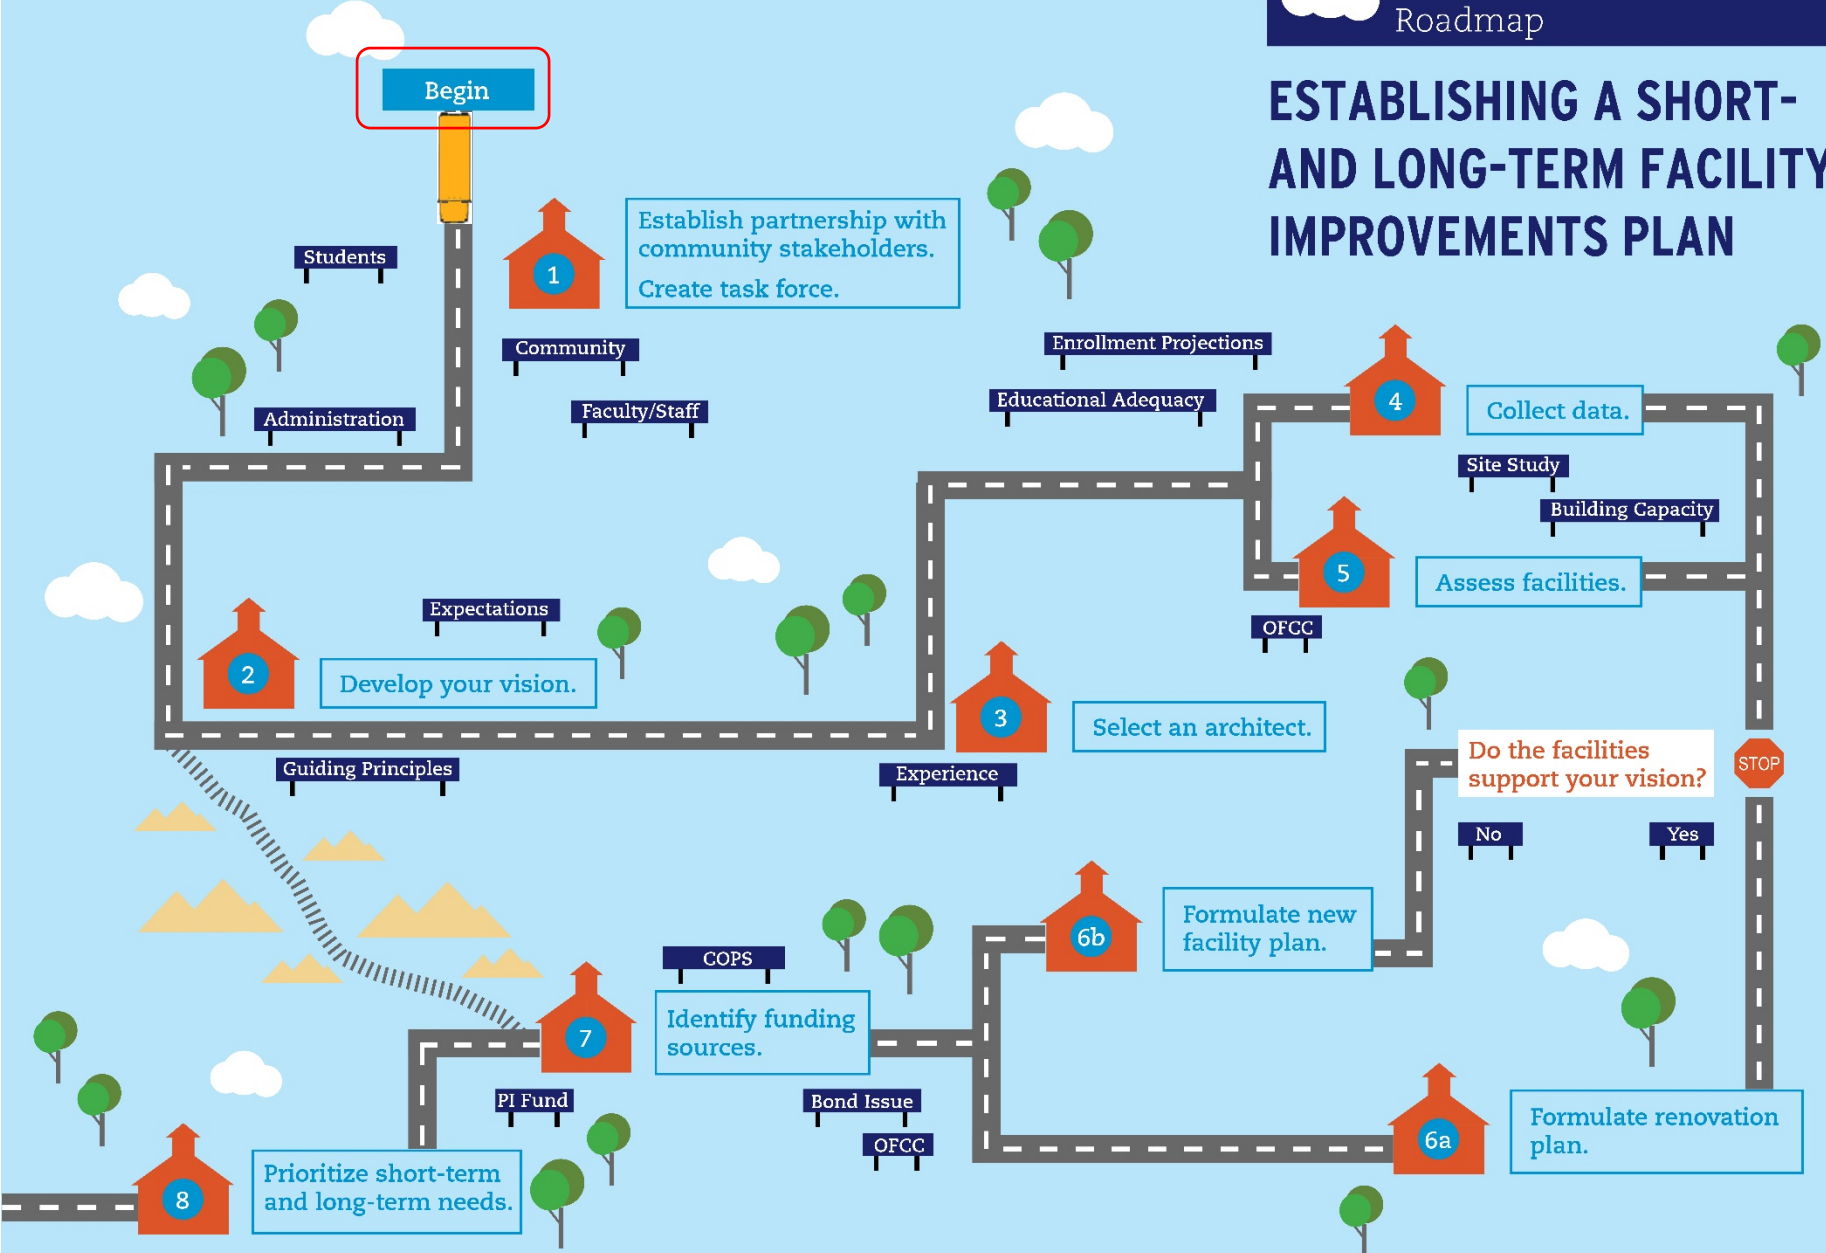 Roadmap
ESTABLISHING A SHORT-
AND LONG-TERM FACILITY
IMPROVEMENTS PLAN
Begin
Students
1
Establish partnership with
community stakeholders.
Create task force.
Community
Faculty/Staff
Administration
2
Expectations
Develop your vision.
Guiding Principles
3
Select an architect.
Experience
Enrollment Projections
Educational Adequacy
4
Collect data.
Site Study
Building Capacity
5
Assess facilities.
OFCC
STOP
Do the facilities
support your vision?
No
Yes
6b
Formulate new
facility plan.
6a
Formulate renovation
plan.
7
COPS
Identify funding
sources.
PI Fund
Bond Issue
OFCC
8
Prioritize short-term
and long-term needs.